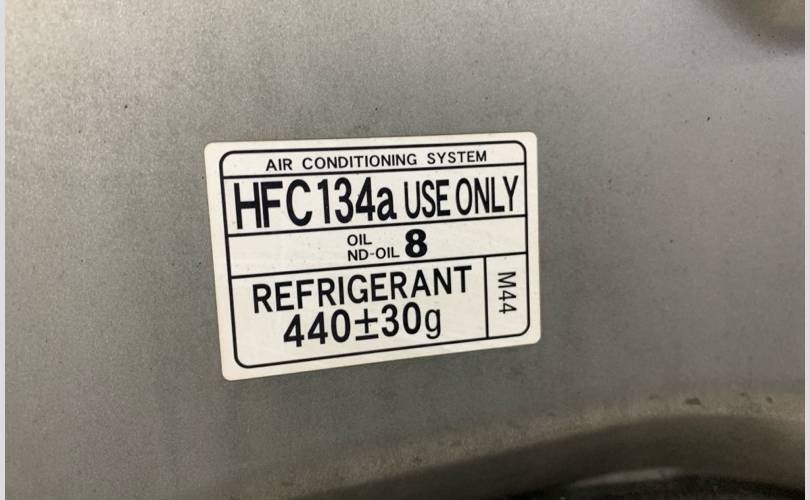 AIR CONDITIONING SYSTEM
HFC134a USE ONLY
OIL
ND-OIL 8
REFRIGERANT
440±30g
M44